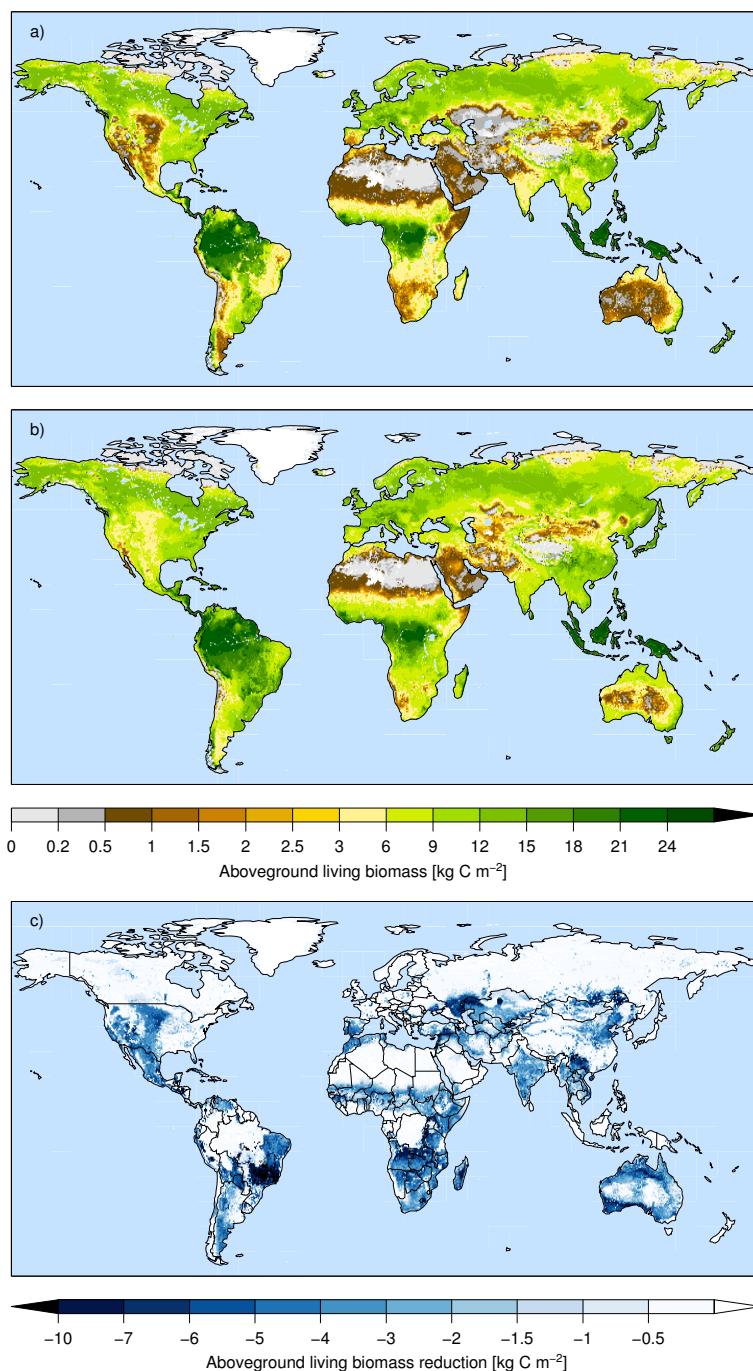 a)
b)
0 0.2 0.5 1 1.5 2 2.5 3 6 9 12 15 18 21 24
Aboveground living biomass [kg C m⁻²]
c)
−10 −7 −6 −5 −4 −3 −2 −1.5 −1 −0.5
Aboveground living biomass reduction [kg C m⁻²]